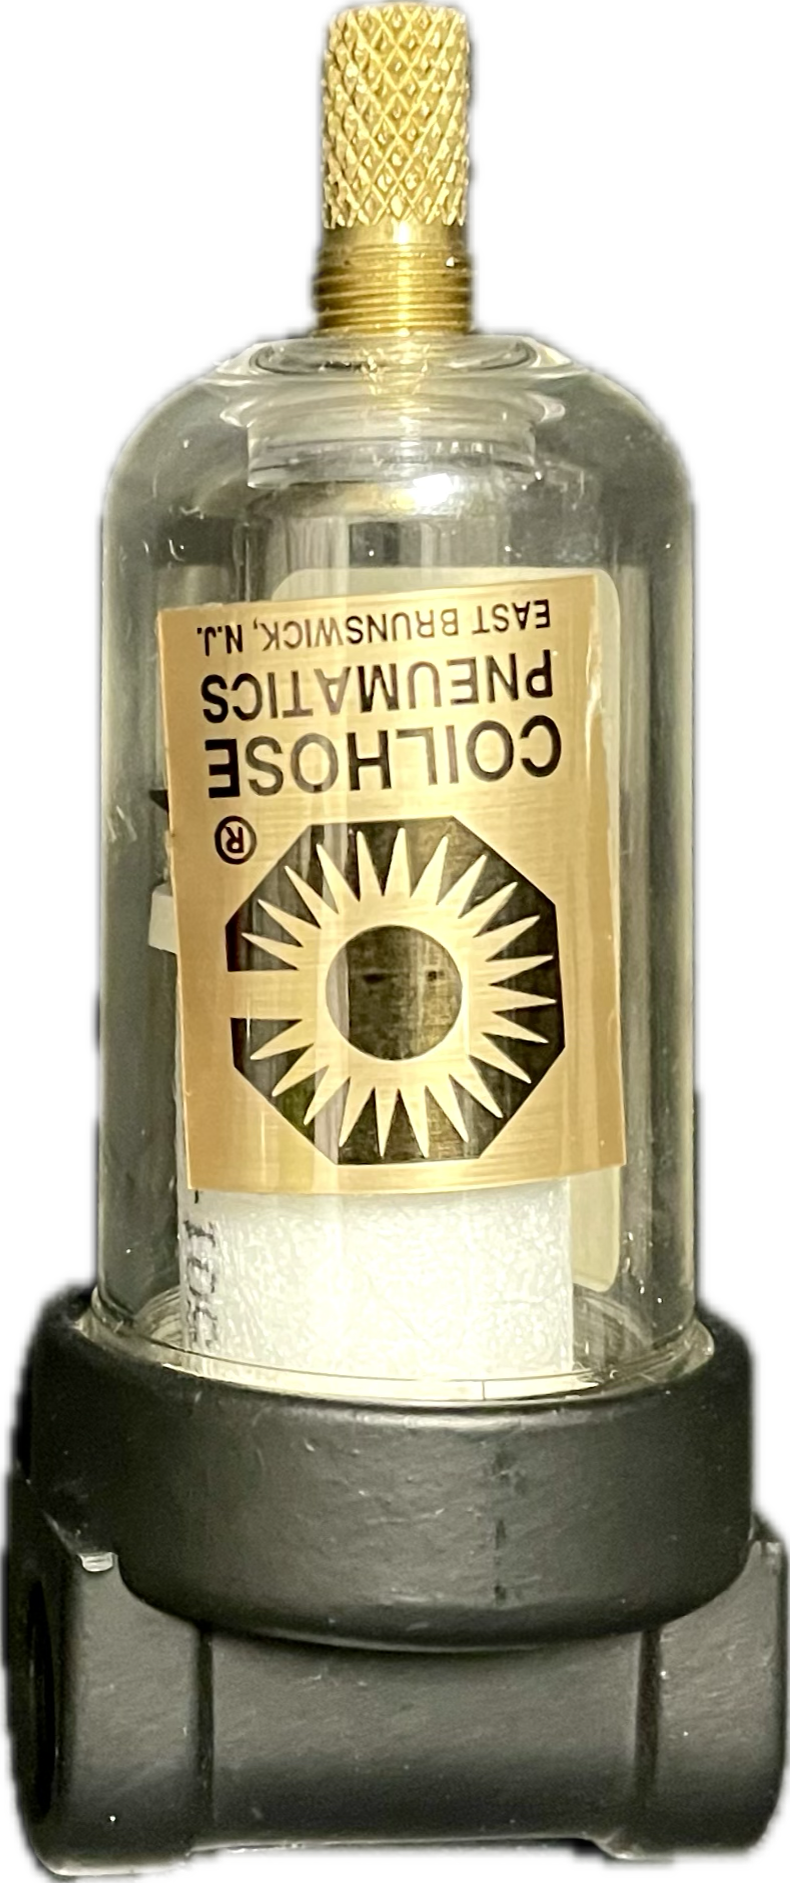 ®
COILHOSE
PNEUMATICS
EAST BRUNSWICK, N.J.